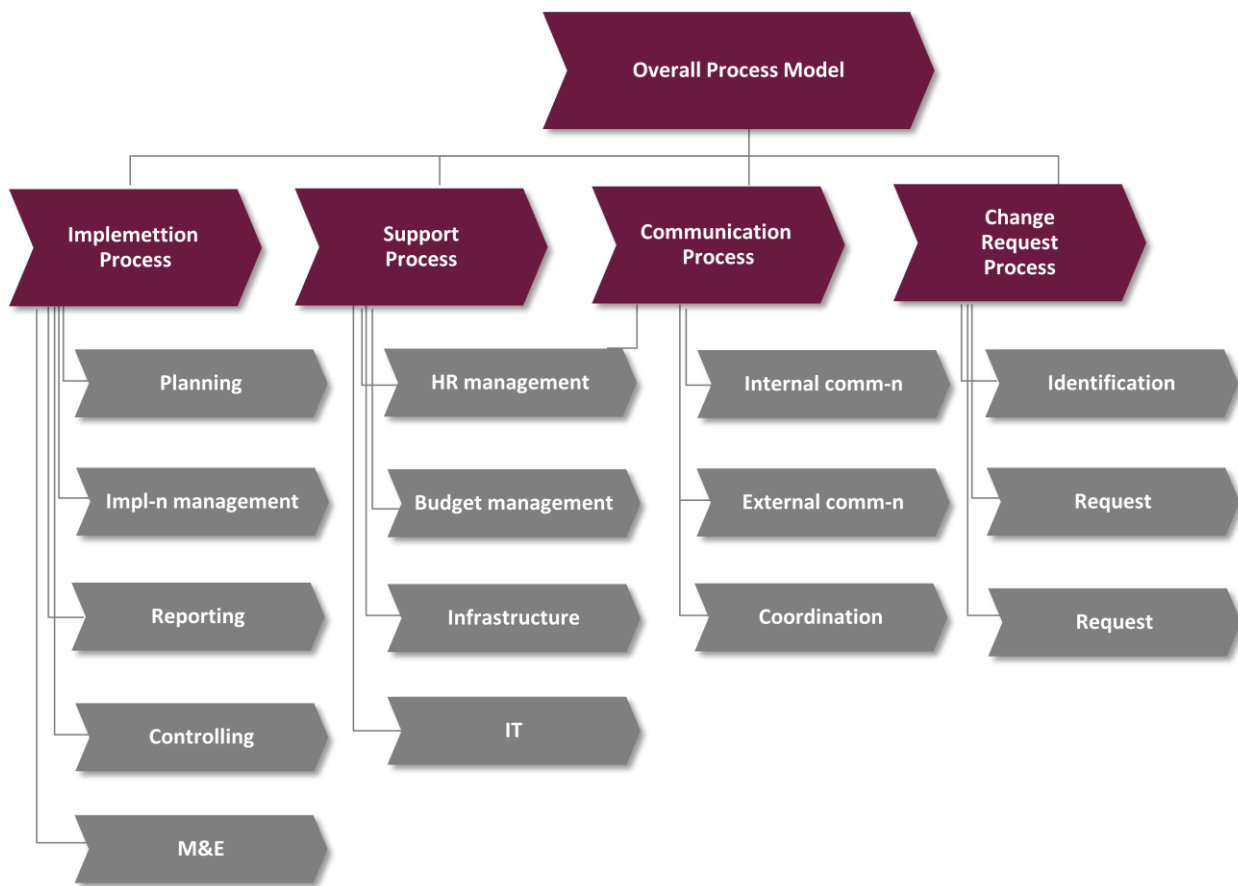 Overall Process Model
Implemettion
Process
Support
Process
Communication
Process
Change
Request
Process
Planning
HR management
Internal comm-n
Identification
Impl-n management
Budget management
External comm-n
Request
Reporting
Infrastructure
Coordination
Request
Controlling
IT
M&E